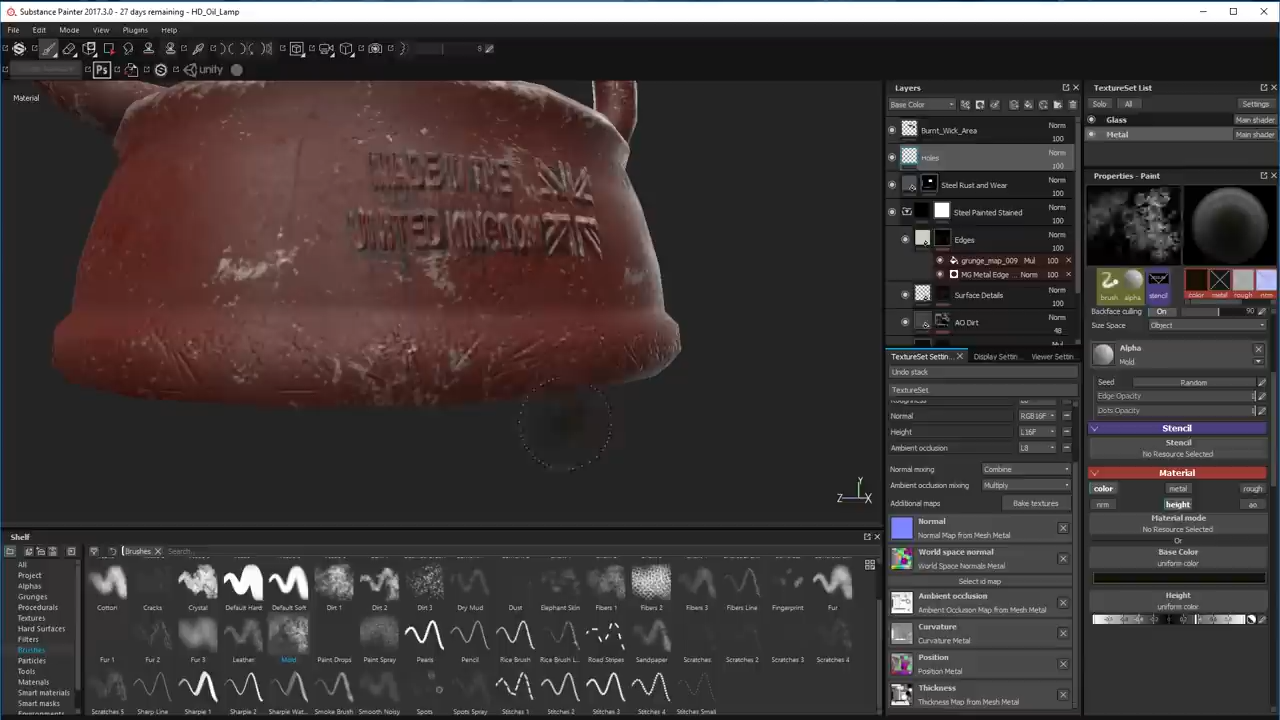 Substance Painter 2017.3.0 - 27 days remaining - HD_Oil_Lamp
File Edit Mode View Plugins Help
8
Ps unity
Material
MADE IN THE
UNITED KINGDOM
Y
Z X
Layers
Base Color
Burnt_Wick_Area Norm
100
Holes Norm
100
Steel Rust and Wear Norm
100
Steel Painted Stained Norm
100
Edges Norm
100
grunge_map_009 Mul 100
MG Metal Edge ... Norm 100
Surface Details Norm
100
AO Dirt Norm
48
Mul
TextureSet Settin... Display Settin... Viewer Settin...
Undo stack
TextureSet
Roughness L8
Normal RGB16F
Height L16F
Ambient occlusion L8
Normal mixing Combine
Ambient occlusion mixing Multiply
Additional maps Bake textures
Normal
Normal Map from Mesh Metal
World space normal
World Space Normals Metal
Select id map
Ambient occlusion
Ambient Occlusion Map from Mesh Metal
Curvature
Curvature Metal
Position
Position Metal
Thickness
Thickness Map from Mesh Metal
TextureSet List
Solo All Settings
Glass Main shader
Metal Main shader
Properties - Paint
brush alpha stencil color metal rough nrm
Backface culling On 90
Size Space Object
Alpha
Mold
Seed Random
Edge Opacity 1
Dots Opacity 1
Stencil
Stencil
No Resource Selected
Material
color metal rough
nrm height ao
Material mode
No Resource Selected
Or
Base Color
uniform color
Height
uniform color
Shelf
Brushes Search...
All
Project
Alphas
Grunges
Procedurals
Textures
Hard Surfaces
Filters
Brushes
Particles
Tools
Materials
Smart materials
Smart masks
Environments
Cotton Cracks Crystal Default Hard Default Soft Dirt 1 Dirt 2 Dirt 3 Dry Mud Dust Elephant Skin Fibers 1 Fibers 2 Fibers 3 Fibers Line Fingerprint Fur
Fur 1 Fur 2 Fur 3 Leather Mold Paint Drops Paint Spray Pearls Pencil Rice Brush Rice Brush L... Road Stripes Sandpaper Scratches Scratches 2 Scratches 3 Scratches 4
Scratches 5 Sharp Line Sharpie 1 Sharpie 2 Sharpie Wat... Smoke Brush Smooth Noisy Spots Spots Spray Stitches 1 Stitches 2 Stitches 3 Stitches 4 Stitches Small